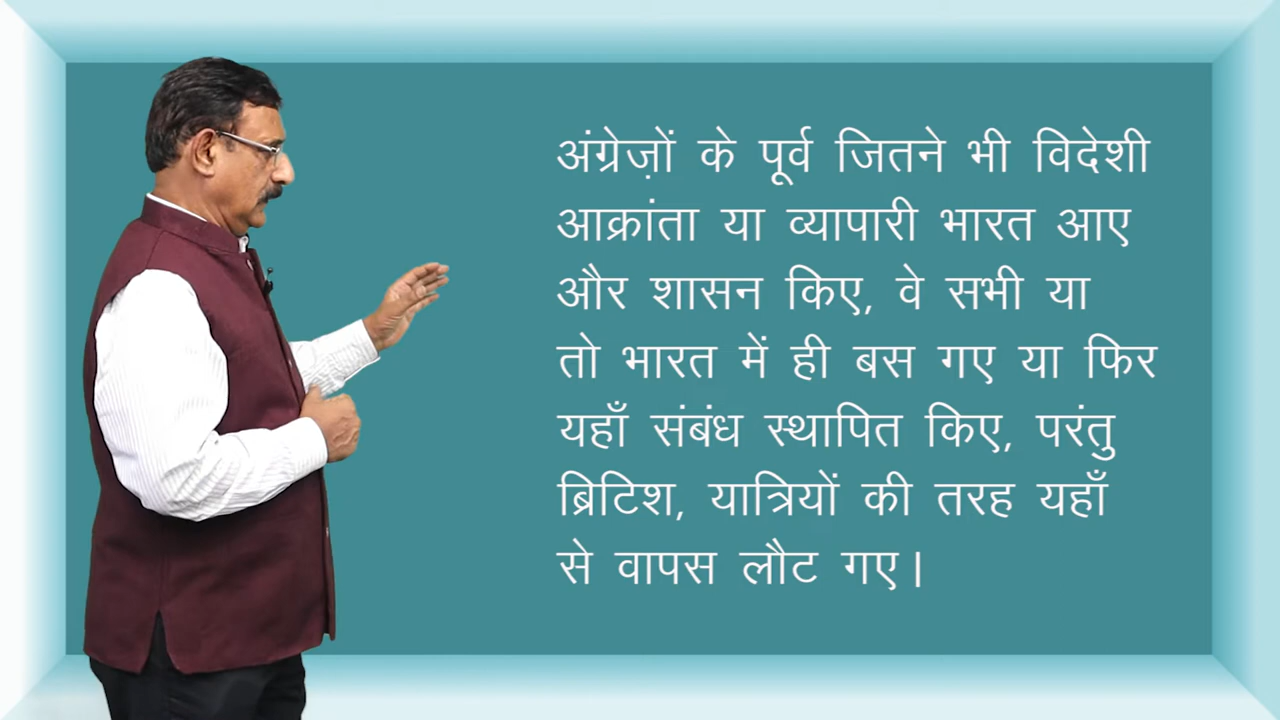 अंग्रेज़ों के पूर्व जितने भी विदेशी
आक्रांता या व्यापारी भारत आए
और शासन किए, वे सभी या
तो भारत में ही बस गए या फिर
यहाँ संबंध स्थापित किए, परंतु
ब्रिटिश, यात्रियों की तरह यहाँ
से वापस लौट गए।